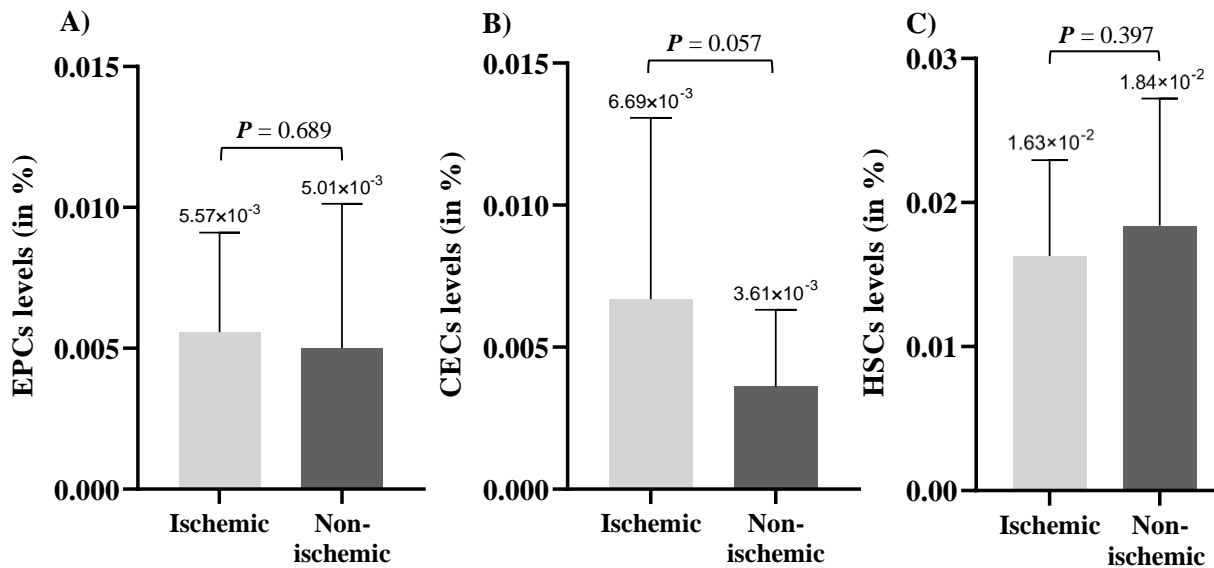 A)
EPCs levels (in %)
0.015
0.010
0.005
0.000
P = 0.689
5.57×10⁻³
5.01×10⁻³
Ischemic
Non-
ischemic
B)
CECs levels (in %)
0.015
0.010
0.005
0.000
P = 0.057
6.69×10⁻³
3.61×10⁻³
Ischemic
Non-
ischemic
C)
HSCs levels (in %)
0.03
0.02
0.01
0.00
P = 0.397
1.63×10⁻²
1.84×10⁻²
Ischemic
Non-
ischemic